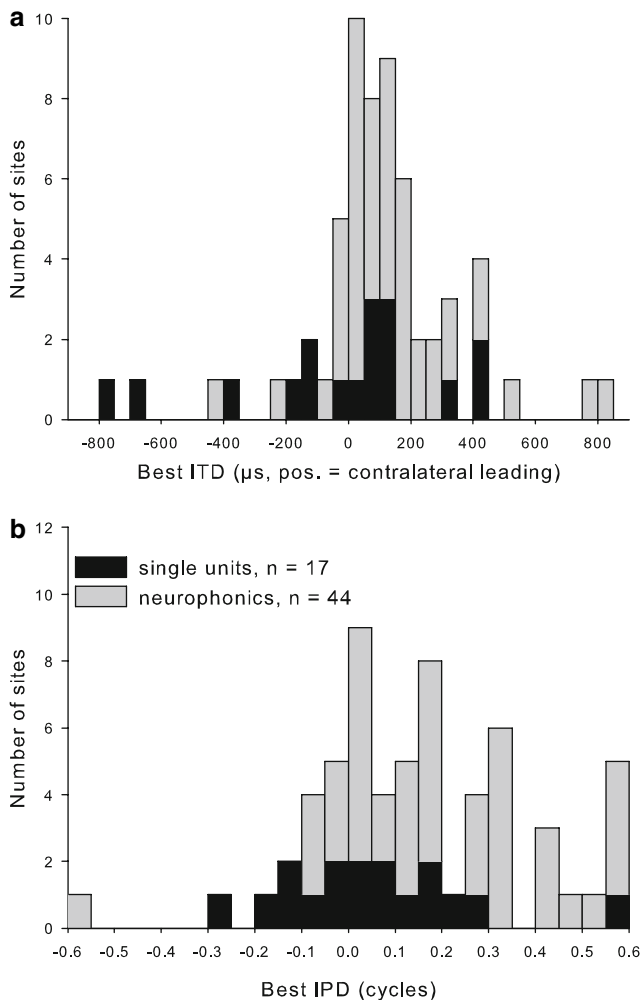 a
10
8
6
4
2
0
Number of sites
-800 -600 -400 -200 0 200 400 600 800
Best ITD (µs, pos. = contralateral leading)
b
12
10
8
6
4
2
0
Number of sites
single units, n = 17
neurophonics, n = 44
-0.6 -0.5 -0.4 -0.3 -0.2 -0.1 0.0 0.1 0.2 0.3 0.4 0.5 0.6
Best IPD (cycles)